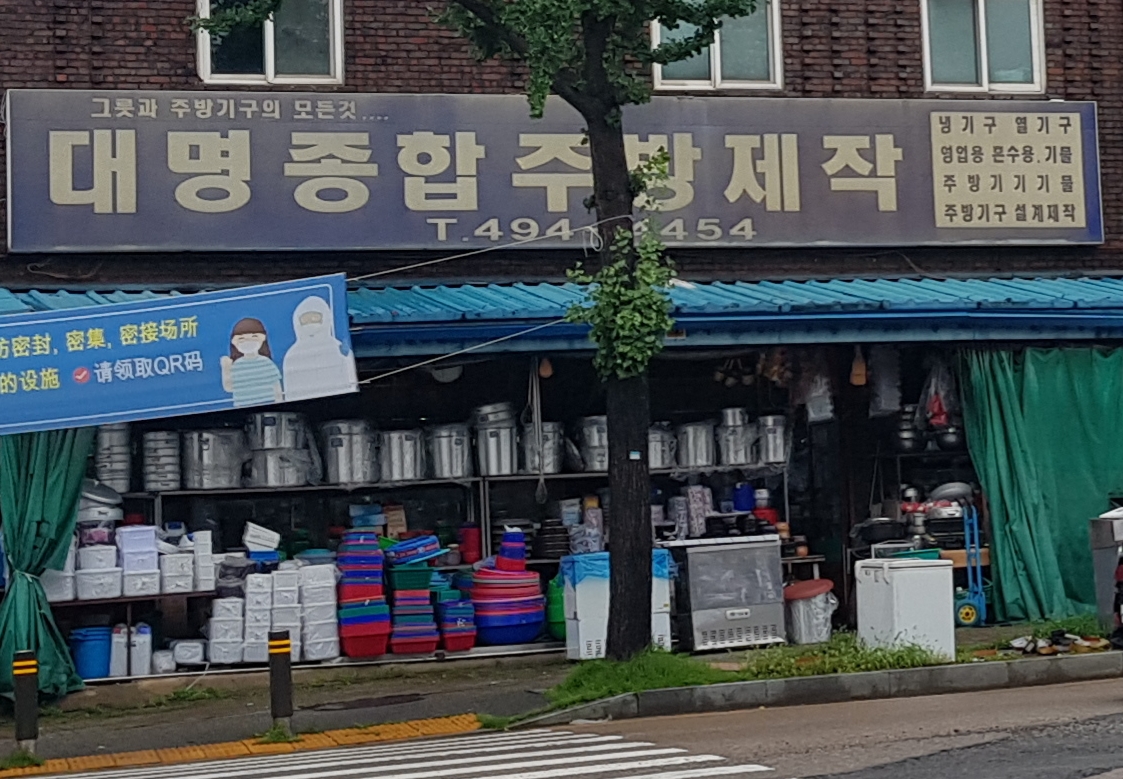 그릇과 주방기구의 모든것....
대명종합주방제작
T.494 4454
냉기구 열기구
영업용 혼수용.기물
주방기기기물
주방기구 설계제작
密封, 密集, 密接场所
的设施 请领取QR码